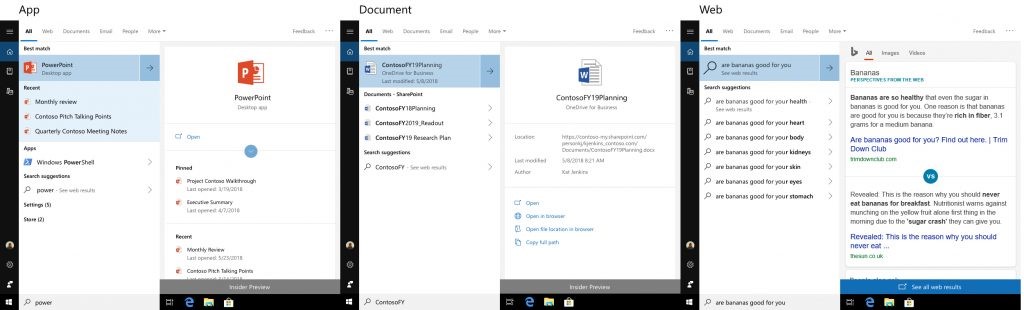 App
All Web Documents Email People More Feedback ...
Best match
PowerPoint
Desktop app
Recent
Monthly review
Contoso Pitch Talking Points
Quarterly Contoso Meeting Notes
Apps
Windows PowerShell
Search suggestions
power - See web results
Settings (5)
Store (2)
power
PowerPoint
Desktop app
Open
Pinned
Project Contoso Walkthrough
Last opened: 3/19/2018
Executive Summary
Last opened: 4/7/2018
Recent
Monthly Review
Last opened: 5/23/2018
Contoso Pitch Talking Points
Insider Preview
Document
All Web Documents Email People More Feedback ...
Best match
ContosoFY19Planning
OneDrive for Business
Last modified: 5/8/2018
Documents - SharePoint
ContosoFY18Planning
ContosoFY2019_Readout
ContosoFY19 Research Plan
Search suggestions
ContosoFY - See web results
ContosoFY
ContosoFY19Planning
OneDrive for Business
Location: https://contoso-my.sharepoint.com/
personal/kjenkins_contoso.com/
Documents/ContosoFY19Planning.docx
Last modified 5/8/2018 8:21 AM
Author Kat Jenkins
Open
Open in browser
Open file location in browser
Copy full path
Insider Preview
Web
All Web Documents Email People More Feedback ...
Best match
are bananas good for you
See web results
Search suggestions
are bananas good for your health -
See web results
are bananas good for your heart
are bananas good for your body
are bananas good for your kidneys
are bananas good for your skin
are bananas good for your eyes
are bananas good for your stomach
are bananas good for you
All Images Videos
Bananas
PERSPECTIVES FROM THE WEB
Bananas are so healthy that even the sugar in
bananas is good for you. One reason is that bananas
are good for you is because they're rich in fiber, 3.1
grams for a medium banana.
Are bananas good for you? Find out here. | Trim
Down Club
trimdownclub.com
VS
Revealed: This is the reason why you should never
eat bananas for breakfast. Nutritionist warns against
munching on the yellow fruit alone first thing in the
morning due to the 'sugar crash' they can give you.
Revealed: This is the reason why you should
never eat ...
thesun.co.uk
See all web results